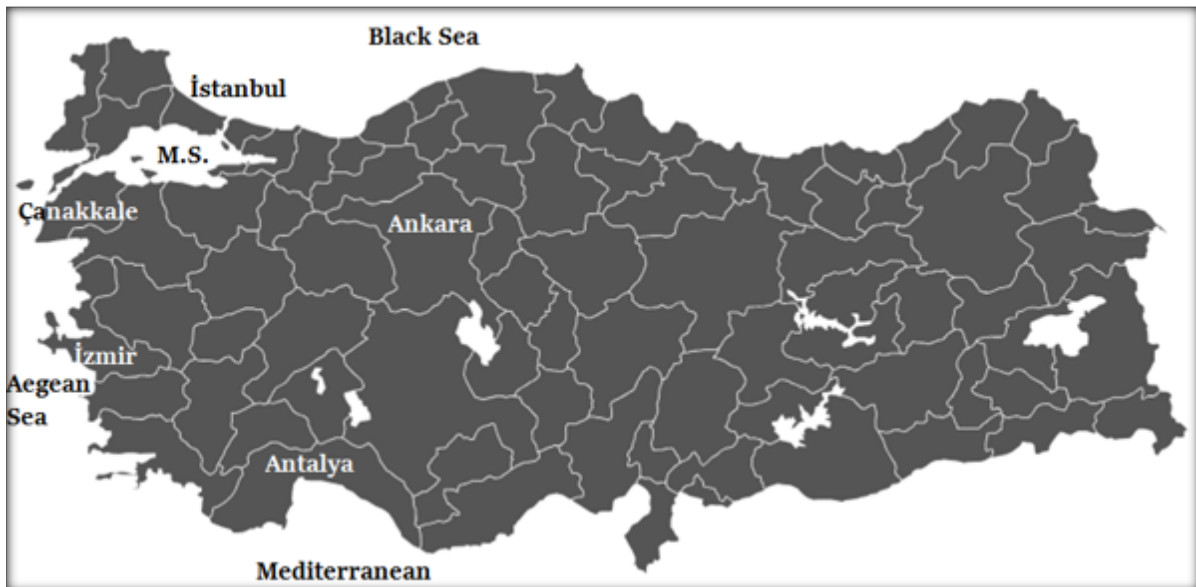 Black Sea
İstanbul
M.S.
Çanakkale
Ankara
İzmir
Aegean
Sea
Antalya
Mediterranean